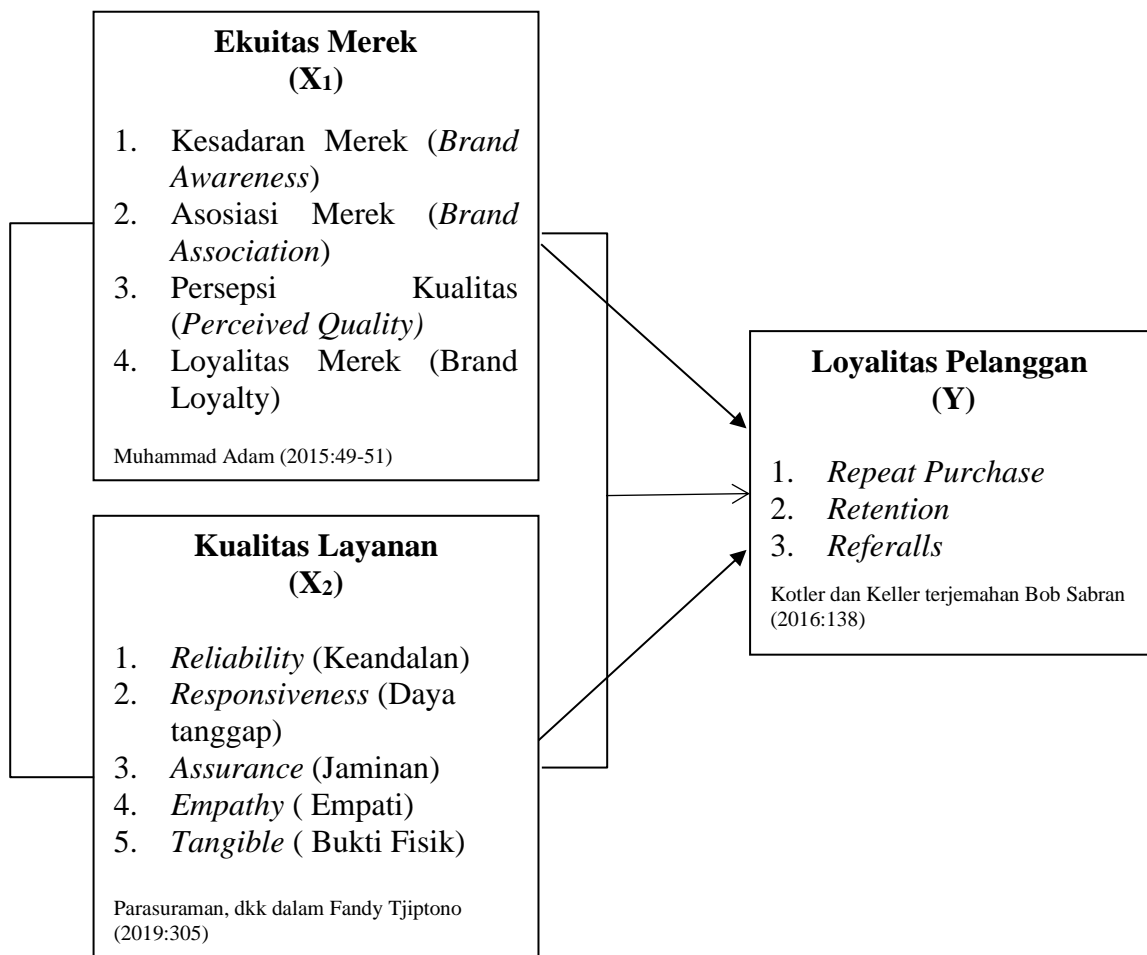 Ekuitas Merek
(X1)
1. Kesadaran Merek (Brand
Awareness)
2. Asosiasi Merek (Brand
Association)
3. Persepsi Kualitas
(Perceived Quality)
4. Loyalitas Merek (Brand
Loyalty)
Muhammad Adam (2015:49-51)
Kualitas Layanan
(X2)
1. Reliability (Keandalan)
2. Responsiveness (Daya
tanggap)
3. Assurance (Jaminan)
4. Empathy ( Empati)
5. Tangible ( Bukti Fisik)
Parasuraman, dkk dalam Fandy Tjiptono
(2019:305)
Loyalitas Pelanggan
(Y)
1. Repeat Purchase
2. Retention
3. Referalls
Kotler dan Keller terjemahan Bob Sabran
(2016:138)